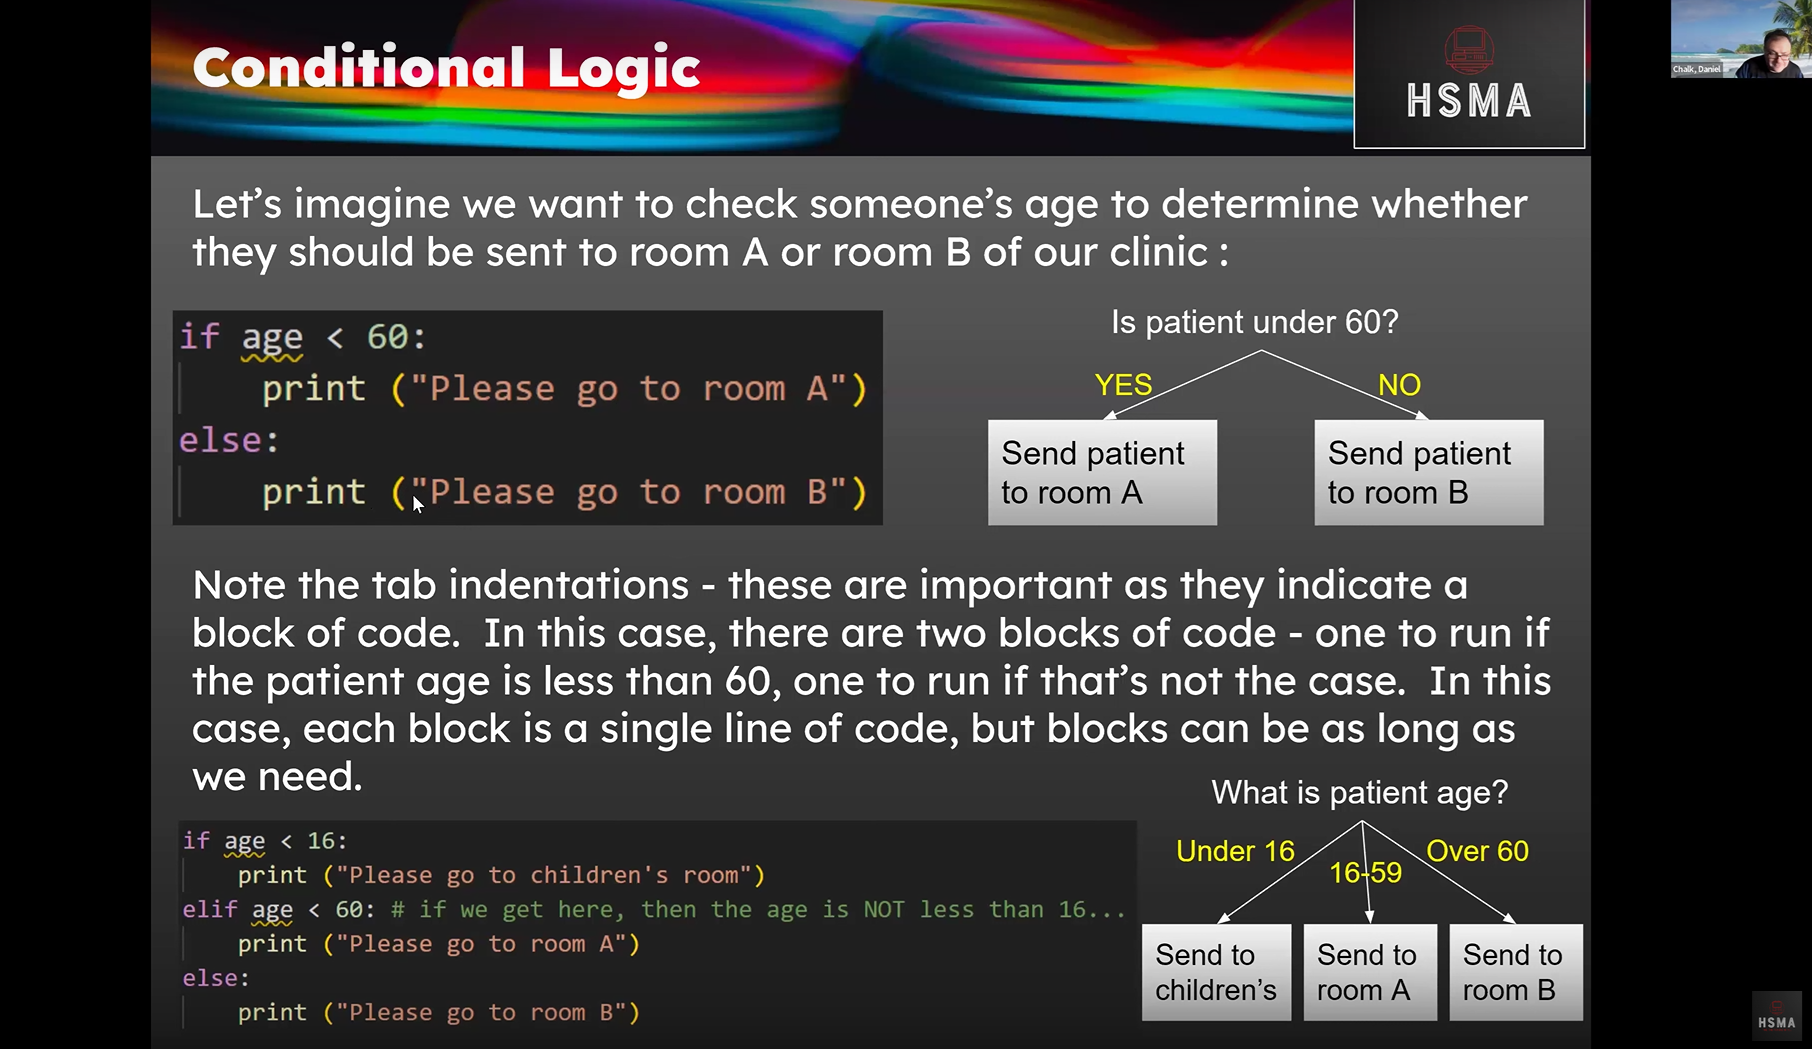 Conditional Logic
HSMA
Chalk, Daniel
Let's imagine we want to check someone's age to determine whether
they should be sent to room A or room B of our clinic :
if age < 60:
    print ("Please go to room A")
else:
    print ("Please go to room B")
Is patient under 60?
YES
NO
Send patient
to room A
Send patient
to room B
Note the tab indentations - these are important as they indicate a
block of code.  In this case, there are two blocks of code - one to run if
the patient age is less than 60, one to run if that's not the case.  In this
case, each block is a single line of code, but blocks can be as long as
we need.
if age < 16:
    print ("Please go to children's room")
elif age < 60: # if we get here, then the age is NOT less than 16...
    print ("Please go to room A")
else:
    print ("Please go to room B")
What is patient age?
Under 16
16-59
Over 60
Send to
children's
Send to
room A
Send to
room B
HSMA